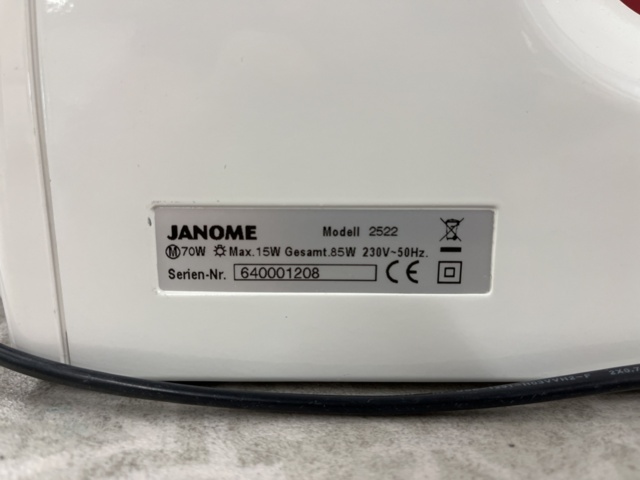 JANOME Modell 2522
Ⓜ70W Max.15W Gesamt.85W 230V~50Hz.
Serien-Nr. 640001208 CE